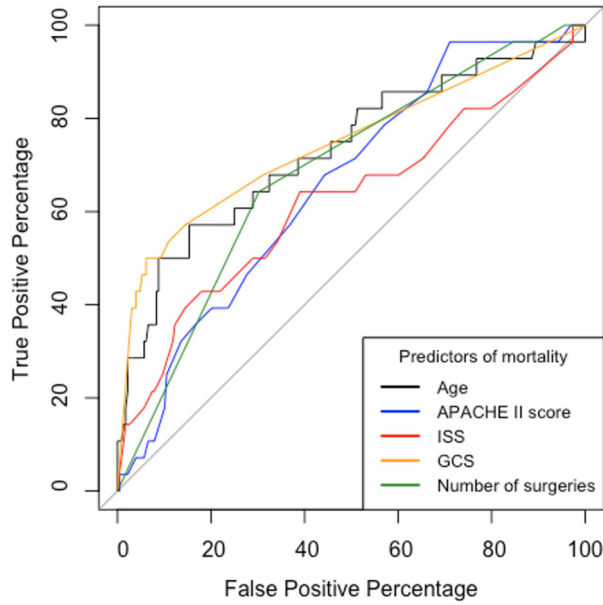 100
80
60
40
20
0
True Positive Percentage
Predictors of mortality
Age
APACHE II score
ISS
GCS
Number of surgeries
0 20 40 60 80 100
False Positive Percentage